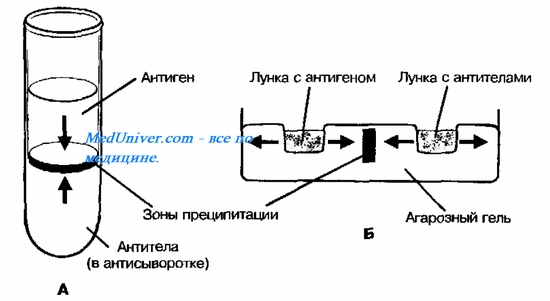 Антиген
MedUniver.com - все по
медицине.
Зоны преципитации
Антитела
(в антисыворотке)
А
Лунка с антигеном
Лунка с антителами
Агарозный гель
Б